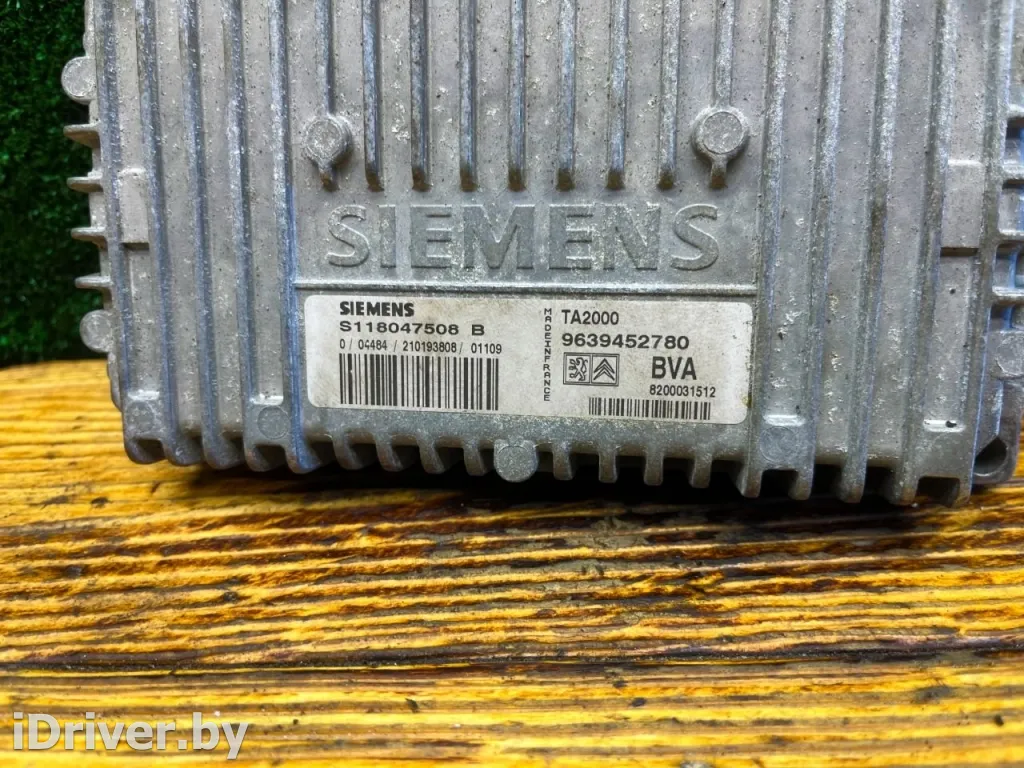 SIEMENS
SIEMENS
S118047508 B
0/ 04484 / 210193808/ 01109
MADE IN FRANCE
TA2000
9639452780
BVA
8200031512
iDriver.by